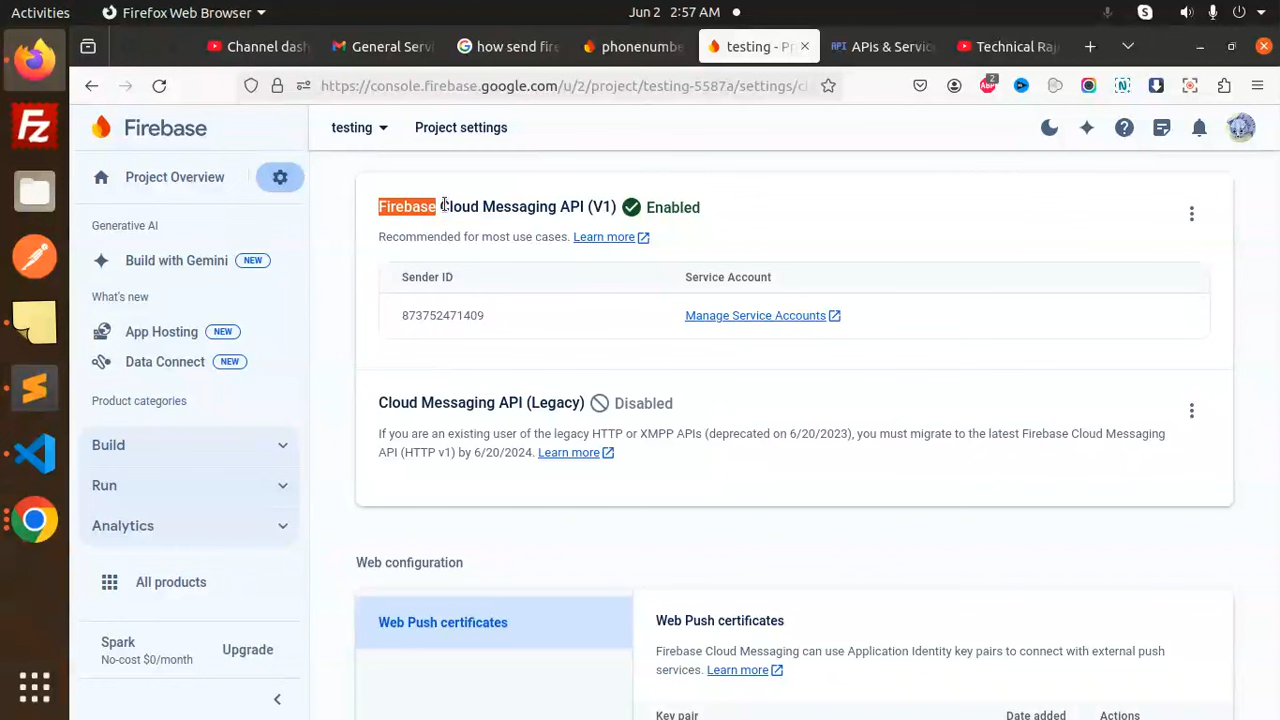 Activities
Firefox Web Browser
Jun 2 2:57 AM
Channel dash
General Servi
how send fire
phonenumbe
testing - Pr
API APIs & Service
Technical Raj
https://console.firebase.google.com/u/2/project/testing-5587a/settings/cl
2
Firebase
testing
Project settings
Project Overview
Generative AI
Build with Gemini NEW
What's new
App Hosting NEW
Data Connect NEW
Product categories
Build
Run
Analytics
All products
Spark
No-cost $0/month
Upgrade
Firebase Cloud Messaging API (V1) Enabled
Recommended for most use cases. Learn more
Sender ID Service Account
873752471409 Manage Service Accounts
Cloud Messaging API (Legacy) Disabled
If you are an existing user of the legacy HTTP or XMPP APIs (deprecated on 6/20/2023), you must migrate to the latest Firebase Cloud Messaging
API (HTTP v1) by 6/20/2024. Learn more
Web configuration
Web Push certificates
Web Push certificates
Firebase Cloud Messaging can use Application Identity key pairs to connect with external push
services. Learn more
Key pair Date added Actions